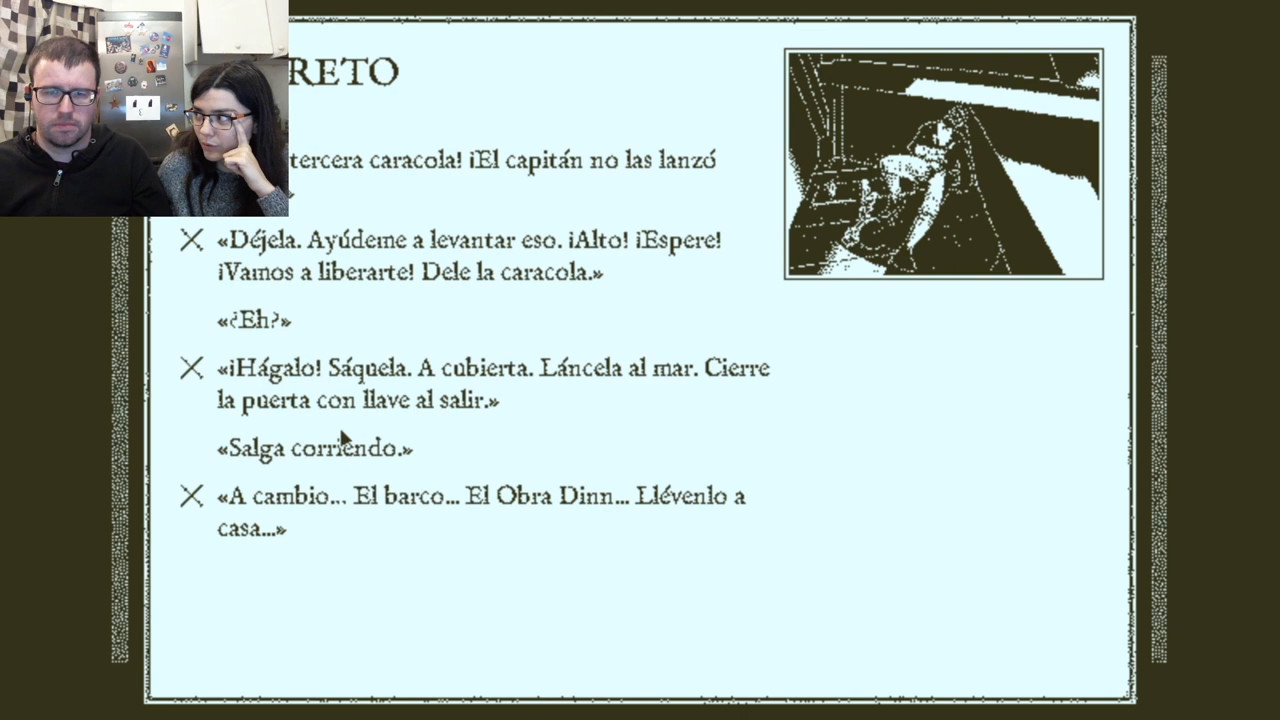 RETO
tercera caracola! ¡El capitán no las lanzó
«Déjela. Ayúdeme a levantar eso. ¡Alto! ¡Espere!
¡Vamos a liberarte! Dele la caracola.»
«¿Eh?»
«¡Hágalo! Sáquela. A cubierta. Láncela al mar. Cierre
la puerta con llave al salir.»
«Salga corriendo.»
«A cambio... El barco... El Obra Dinn... Llévenlo a
casa...»